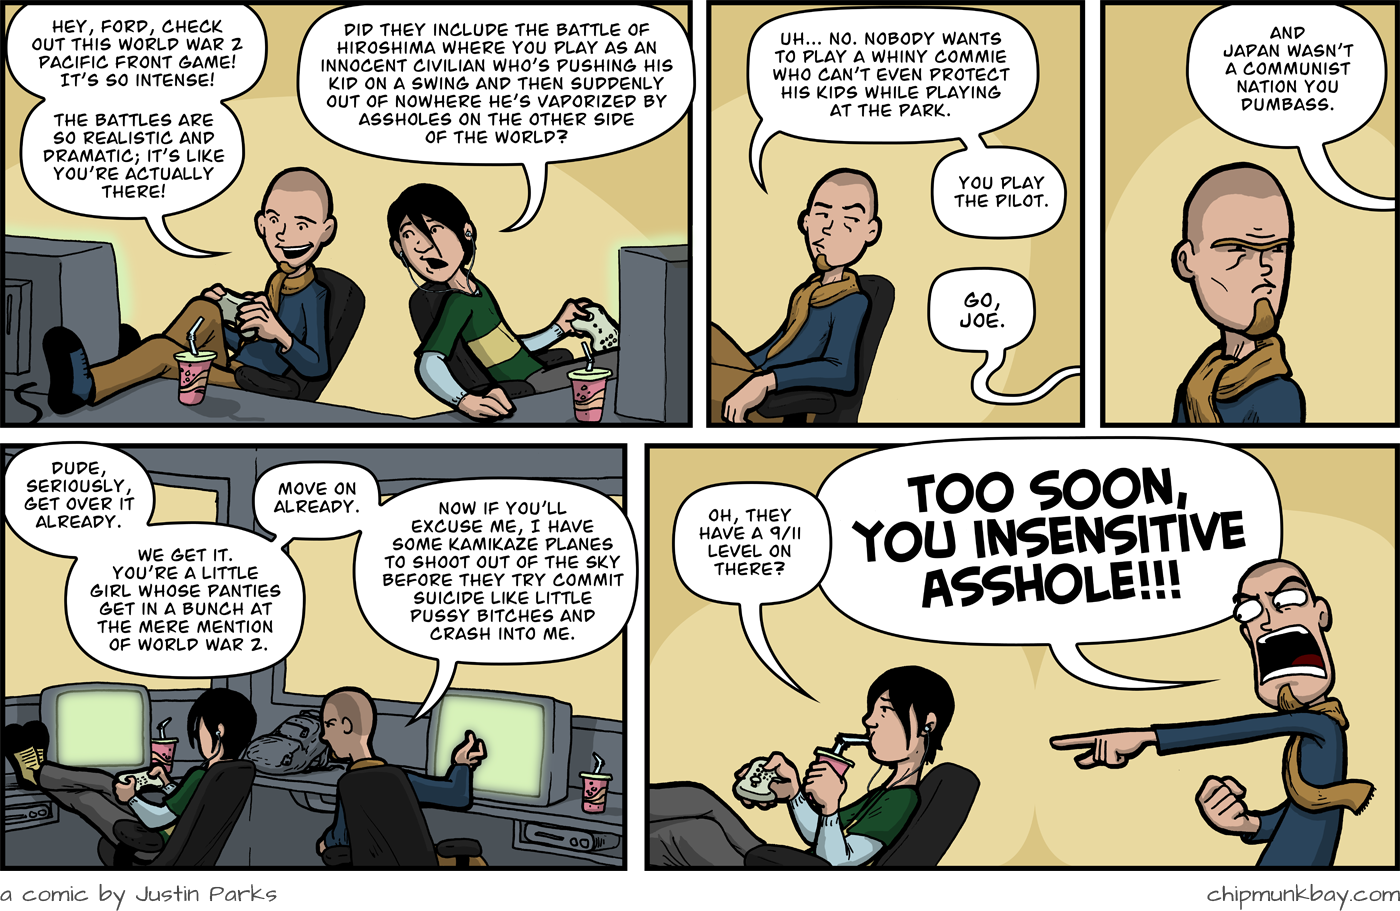 HEY, FORD, CHECK
OUT THIS WORLD WAR 2
PACIFIC FRONT GAME!
IT'S SO INTENSE!
THE BATTLES ARE
SO REALISTIC AND
DRAMATIC; IT'S LIKE
YOU'RE ACTUALLY
THERE!
DID THEY INCLUDE THE BATTLE OF
HIROSHIMA WHERE YOU PLAY AS AN
INNOCENT CIVILIAN WHO'S PUSHING HIS
KID ON A SWING AND THEN SUDDENLY
OUT OF NOWHERE HE'S VAPORIZED BY
ASSHOLES ON THE OTHER SIDE
OF THE WORLD?
UH... NO. NOBODY WANTS
TO PLAY A WHINY COMMIE
WHO CAN'T EVEN PROTECT
HIS KIDS WHILE PLAYING
AT THE PARK.
YOU PLAY
THE PILOT.
GO,
JOE.
AND
JAPAN WASN'T
A COMMUNIST
NATION YOU
DUMBASS.
DUDE,
SERIOUSLY,
GET OVER IT
ALREADY.
WE GET IT.
YOU'RE A LITTLE
GIRL WHOSE PANTIES
GET IN A BUNCH AT
THE MERE MENTION
OF WORLD WAR 2.
MOVE ON
ALREADY.
NOW IF YOU'LL
EXCUSE ME, I HAVE
SOME KAMIKAZE PLANES
TO SHOOT OUT OF THE SKY
BEFORE THEY TRY COMMIT
SUICIDE LIKE LITTLE
PUSSY BITCHES AND
CRASH INTO ME.
OH, THEY
HAVE A 9/11
LEVEL ON
THERE?
TOO SOON,
YOU INSENSITIVE
ASSHOLE!!!
a comic by Justin Parks
chipmunkbay.com